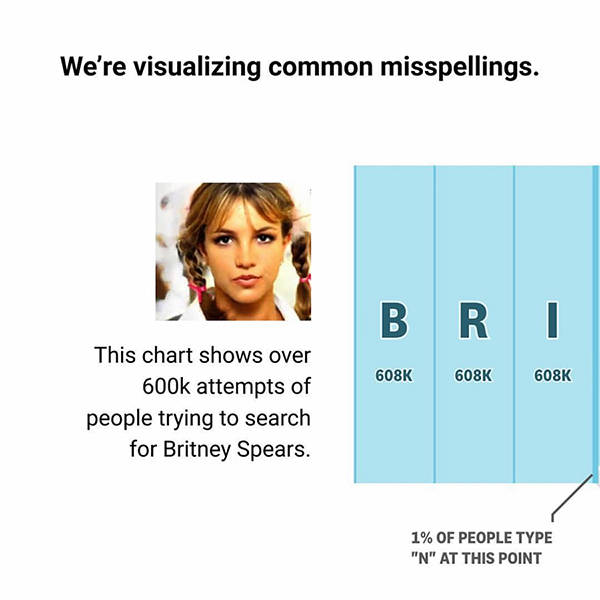 We’re visualizing common misspellings.
This chart shows over
600k attempts of
people trying to search
for Britney Spears.
B R I
608K 608K 608K
1% OF PEOPLE TYPE
"N" AT THIS POINT